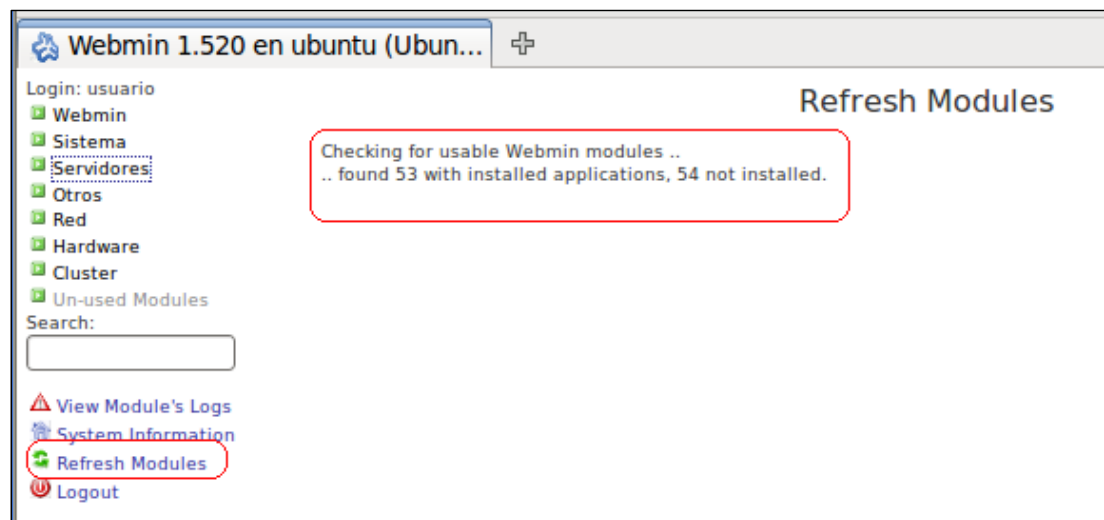 Webmin 1.520 en ubuntu (Ubun...
Login: usuario
Webmin
Sistema
Servidores
Otros
Red
Hardware
Cluster
Un-used Modules
Search:
View Module's Logs
System Information
Refresh Modules
Logout
Refresh Modules
Checking for usable Webmin modules ..
.. found 53 with installed applications, 54 not installed.